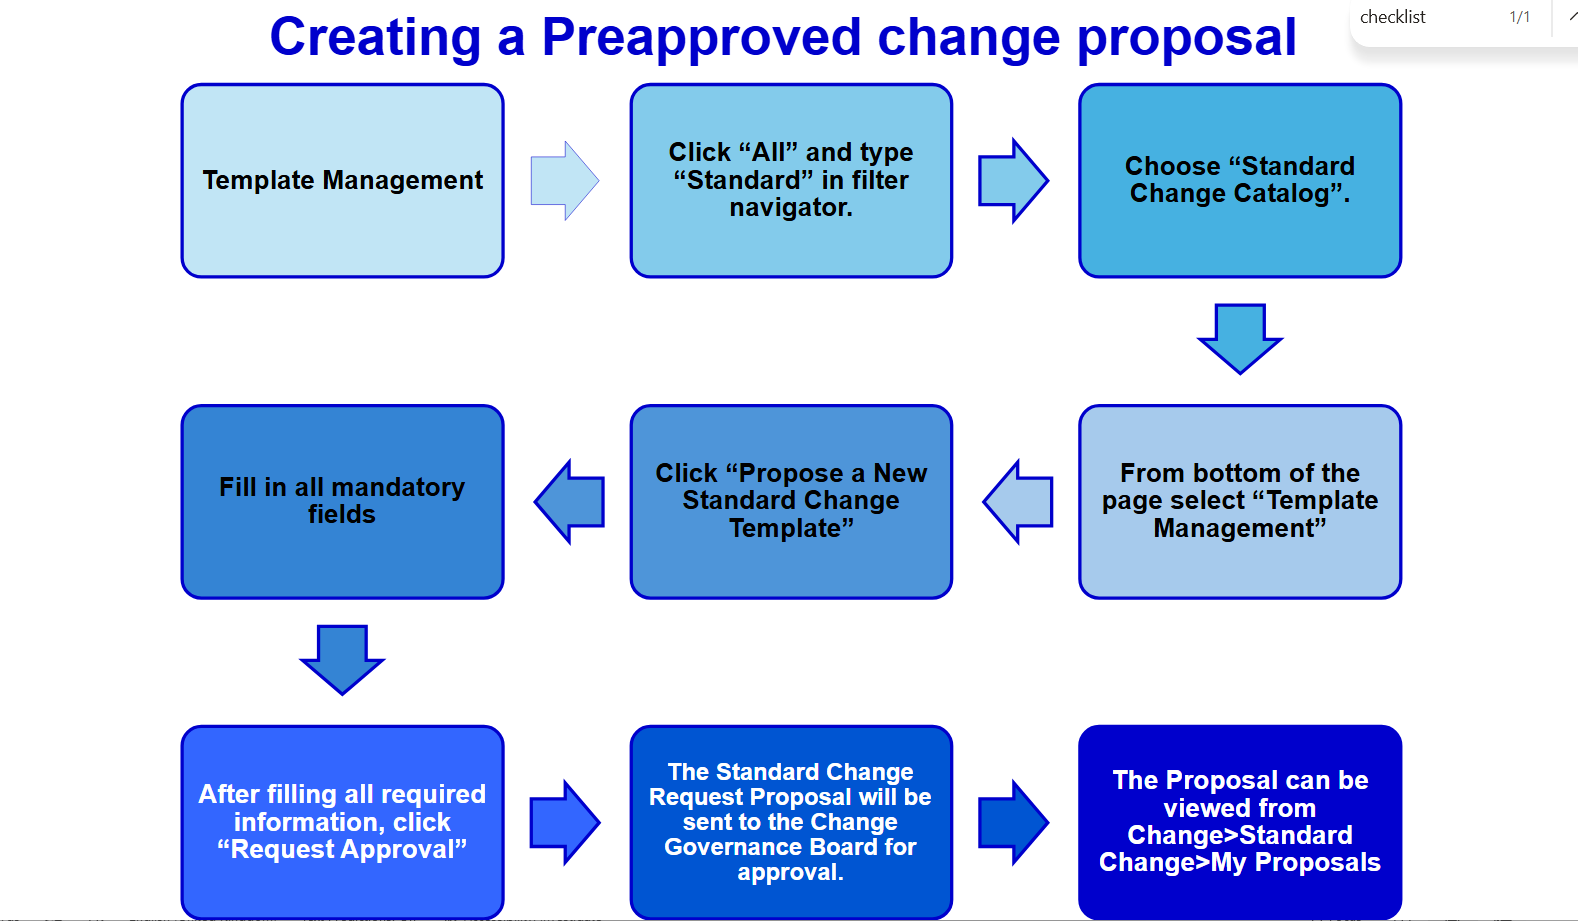 Creating a Preapproved change proposal
checklist
1/1
Template Management
Click “All” and type
“Standard” in filter
navigator.
Choose “Standard
Change Catalog”.
From bottom of the
page select “Template
Management”
Click “Propose a New
Standard Change
Template”
Fill in all mandatory
fields
After filling all required
information, click
“Request Approval”
The Standard Change
Request Proposal will be
sent to the Change
Governance Board for
approval.
The Proposal can be
viewed from
Change>Standard
Change>My Proposals